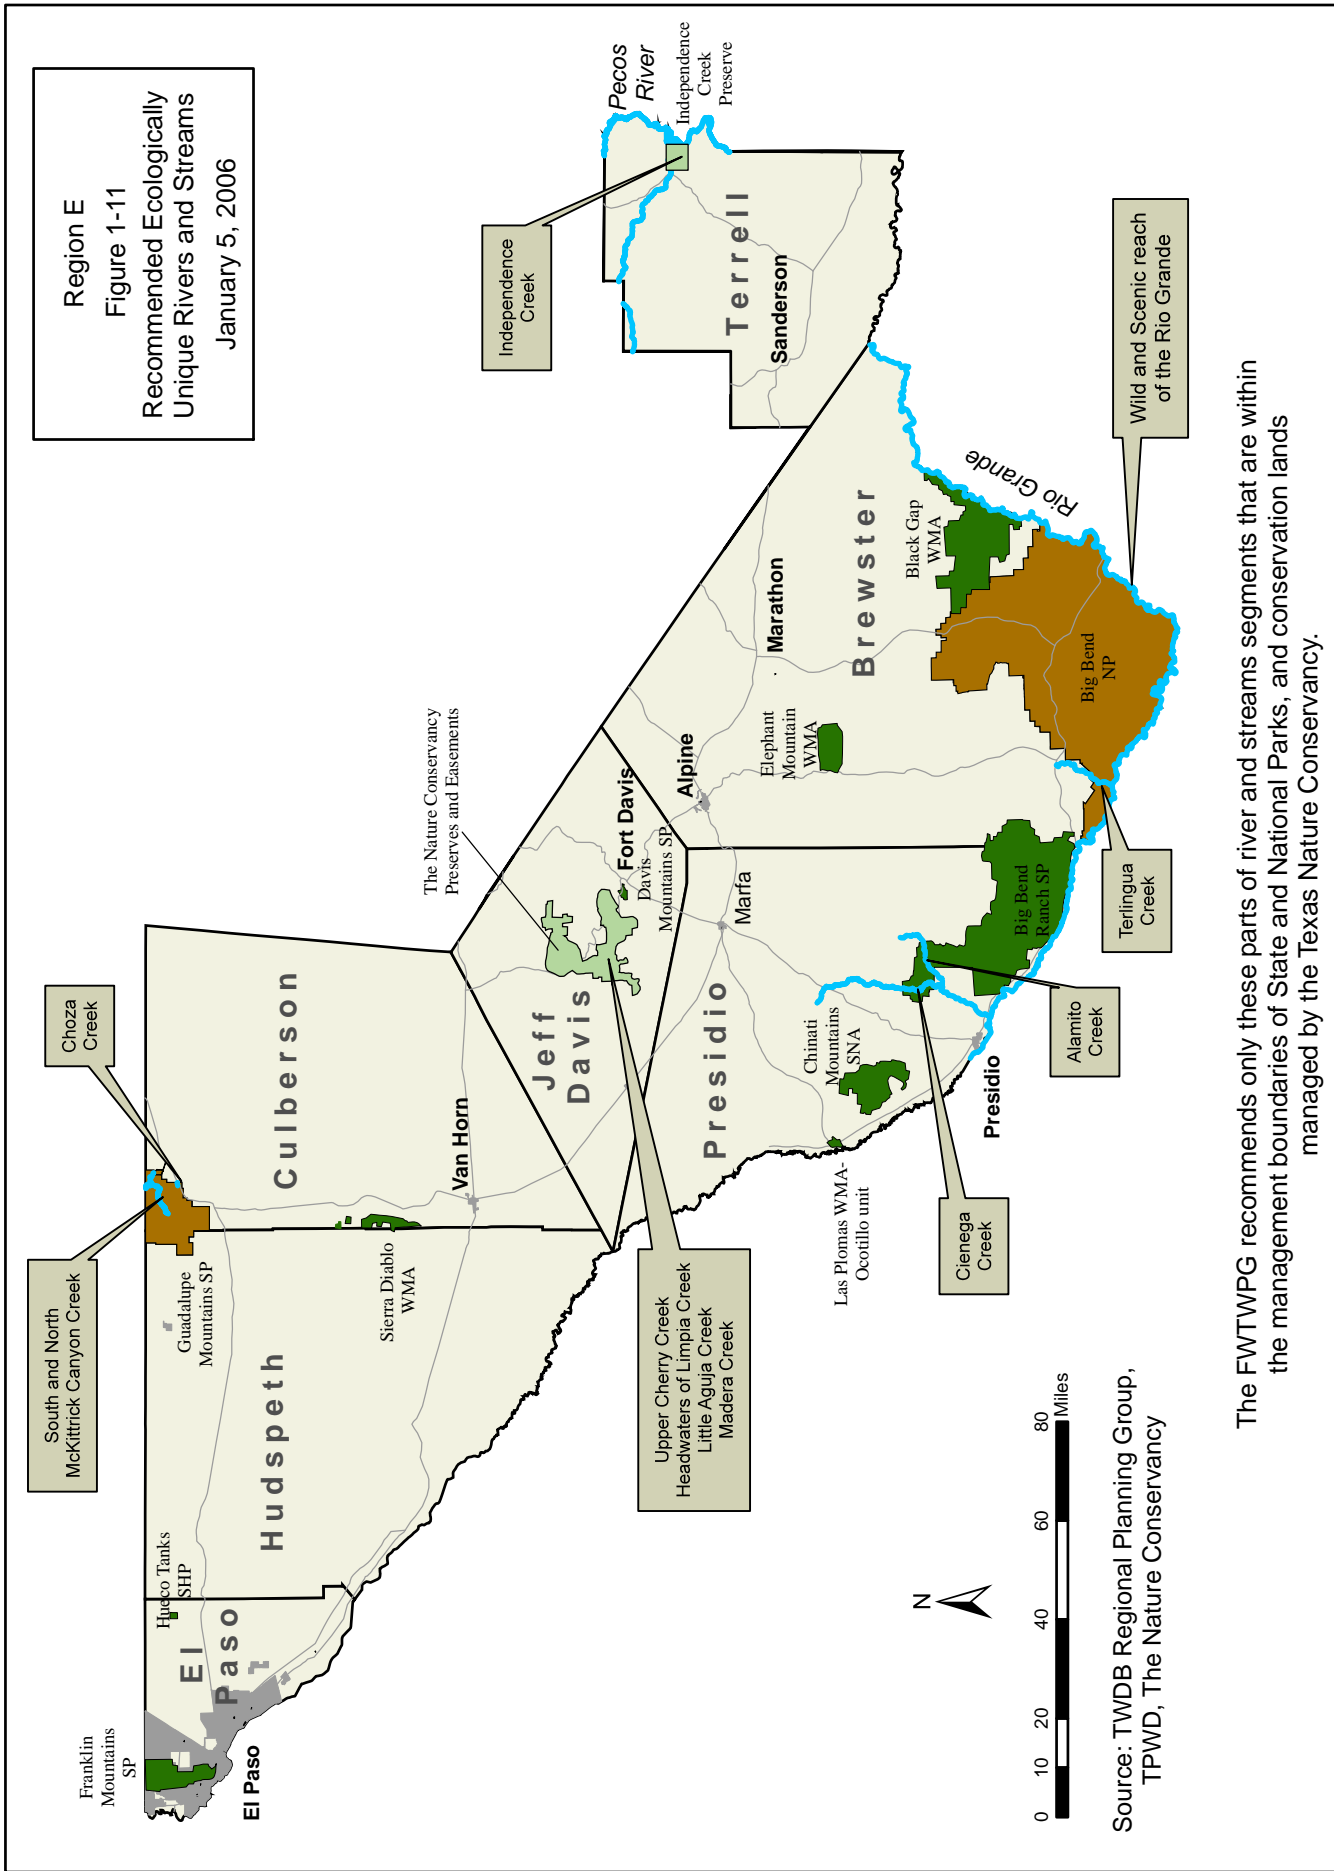 Region E
Figure 1-11
Recommended Ecologically
Unique Rivers and Streams
January 5, 2006
Franklin
Mountains
SP
El Paso
El
Paso
Hueco Tanks
SHP
Hudspeth
South and North
McKittrick Canyon Creek
Guadalupe
Mountains SP
Choza
Creek
Sierra Diablo
WMA
Culberson
Van Horn
Jeff
Davis
The Nature Conservancy
Preserves and Easements
Fort Davis
Davis
Mountains SP
Upper Cherry Creek
Headwaters of Limpia Creek
Little Aguja Creek
Madera Creek
Presidio
Marfa
Alpine
Marathon
Brewster
Elephant
Mountain
WMA
Black Gap
WMA
Rio Grande
Big Bend
NP
Big Bend
Ranch SP
Chinati
Mountains
SNA
Las Plomas WMA-
Ocotillo unit
Presidio
Cienega
Creek
Alamito
Creek
Terlingua
Creek
Wild and Scenic reach
of the Rio Grande
Terrell
Sanderson
Independence
Creek
Pecos
River
Independence
Creek
Preserve
N
0 10 20 40 60 80
Miles
Source: TWDB Regional Planning Group,
TPWD, The Nature Conservancy
The FWTWPG recommends only these parts of river and streams segments that are within
the management boundaries of State and National Parks, and conservation lands
managed by the Texas Nature Conservancy.